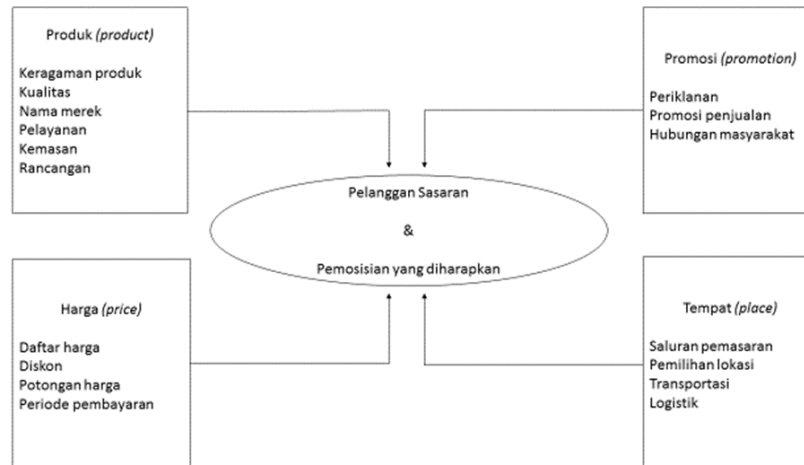 Produk (product)
Keragaman produk
Kualitas
Nama merek
Pelayanan
Kemasan
Rancangan
Promosi (promotion)
Periklanan
Promosi penjualan
Hubungan masyarakat
Pelanggan Sasaran
&
Pemosisian yang diharapkan
Harga (price)
Daftar harga
Diskon
Potongan harga
Periode pembayaran
Tempat (place)
Saluran pemasaran
Pemilihan lokasi
Transportasi
Logistik